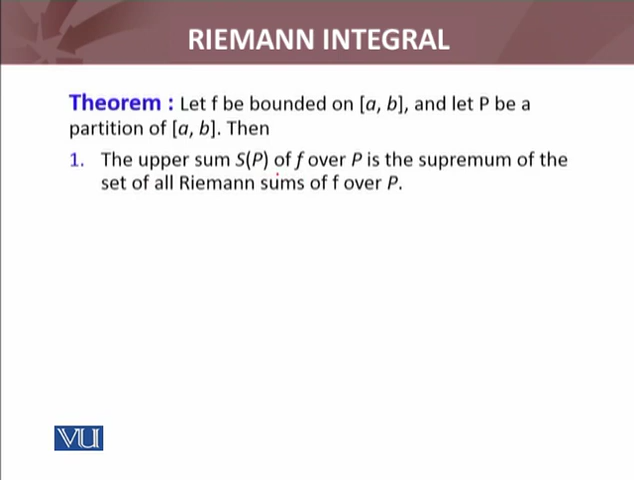 RIEMANN INTEGRAL
Theorem : Let f be bounded on [a, b], and let P be a
partition of [a, b]. Then
1. The upper sum S(P) of f over P is the supremum of the
set of all Riemann sums of f over P.
VU